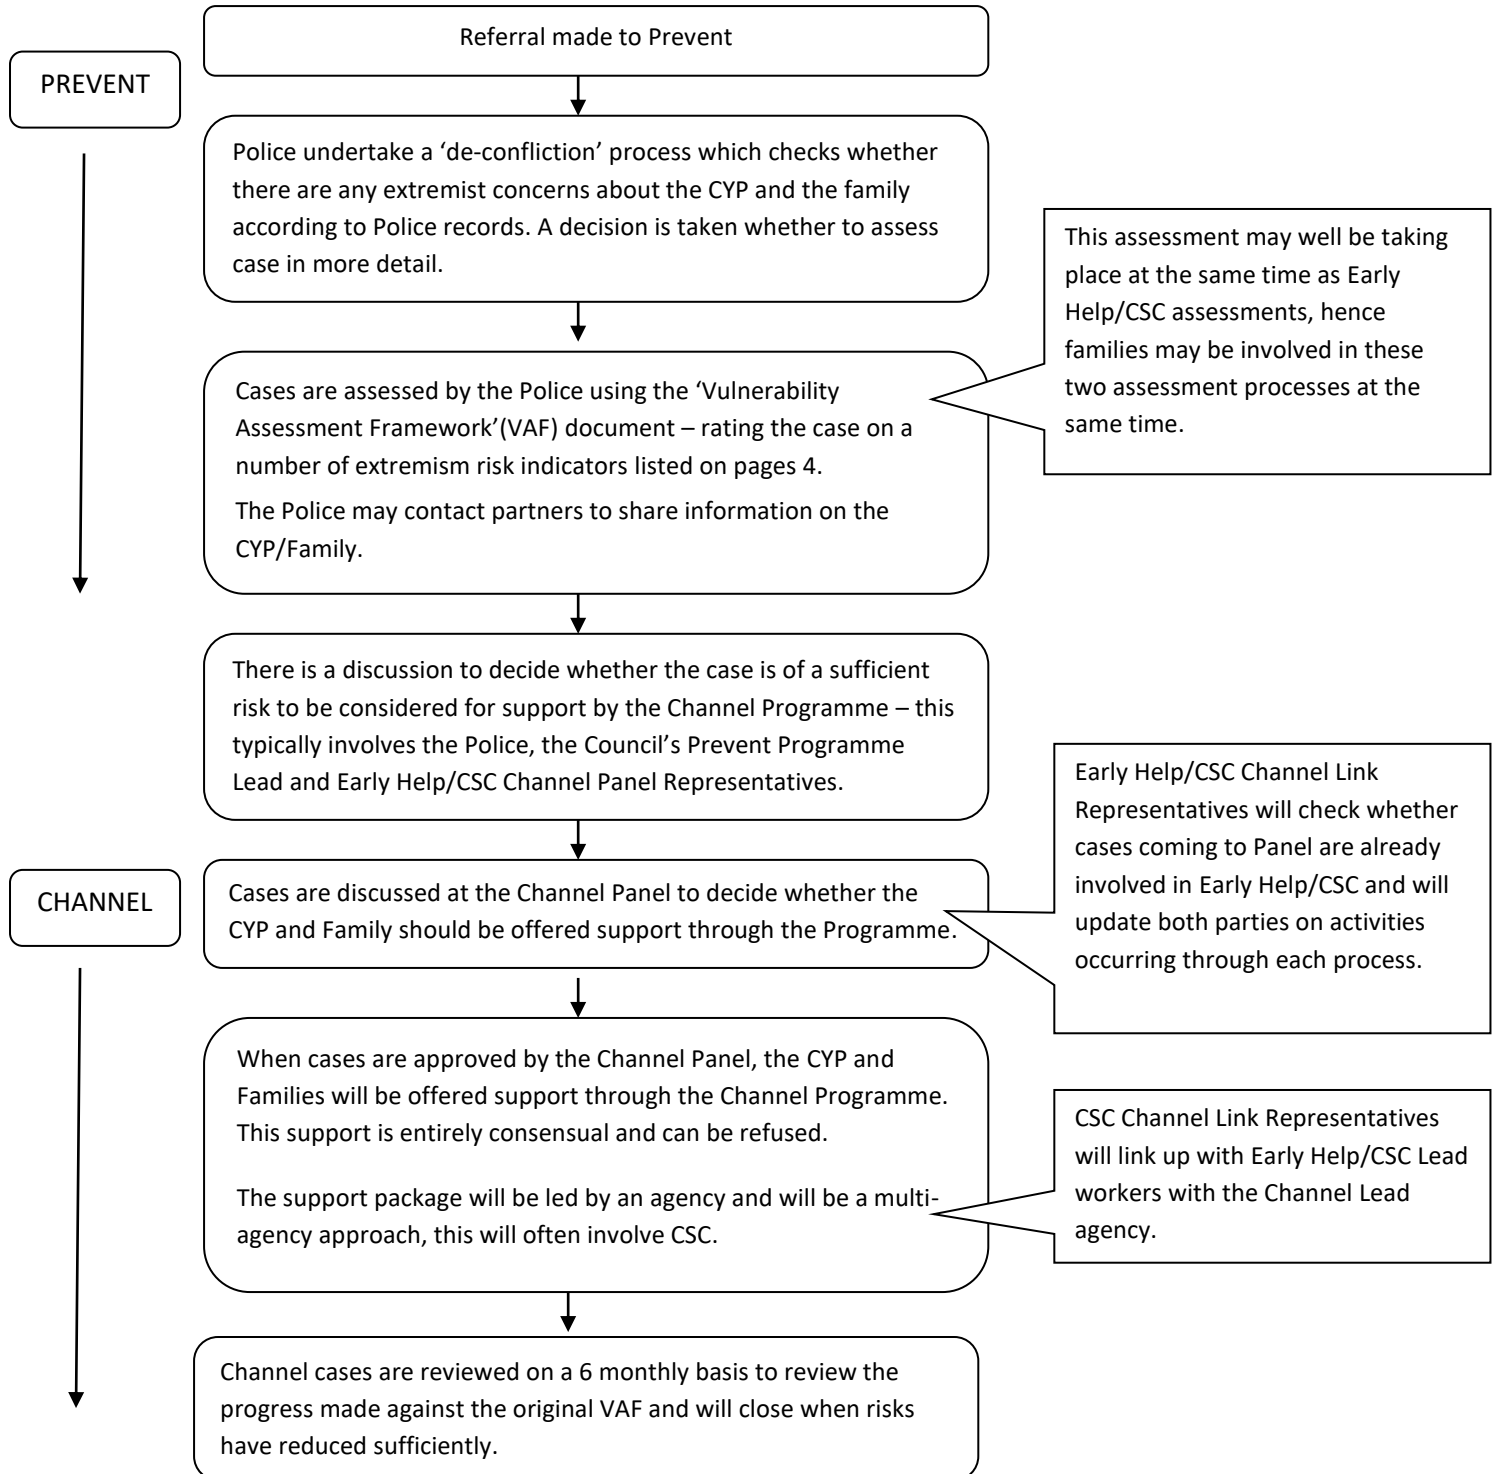 Referral made to Prevent
PREVENT
Police undertake a ‘de-confliction’ process which checks whether
there are any extremist concerns about the CYP and the family
according to Police records. A decision is taken whether to assess
case in more detail.
This assessment may well be taking
place at the same time as Early
Help/CSC assessments, hence
families may be involved in these
two assessment processes at the
same time.
Cases are assessed by the Police using the ‘Vulnerability
Assessment Framework’(VAF) document – rating the case on a
number of extremism risk indicators listed on pages 4.
The Police may contact partners to share information on the
CYP/Family.
There is a discussion to decide whether the case is of a sufficient
risk to be considered for support by the Channel Programme – this
typically involves the Police, the Council’s Prevent Programme
Lead and Early Help/CSC Channel Panel Representatives.
Early Help/CSC Channel Link
Representatives will check whether
cases coming to Panel are already
involved in Early Help/CSC and will
update both parties on activities
occurring through each process.
CHANNEL
Cases are discussed at the Channel Panel to decide whether the
CYP and Family should be offered support through the Programme.
When cases are approved by the Channel Panel, the CYP and
Families will be offered support through the Channel Programme.
This support is entirely consensual and can be refused.
The support package will be led by an agency and will be a multi-
agency approach, this will often involve CSC.
CSC Channel Link Representatives
will link up with Early Help/CSC Lead
workers with the Channel Lead
agency.
Channel cases are reviewed on a 6 monthly basis to review the
progress made against the original VAF and will close when risks
have reduced sufficiently.